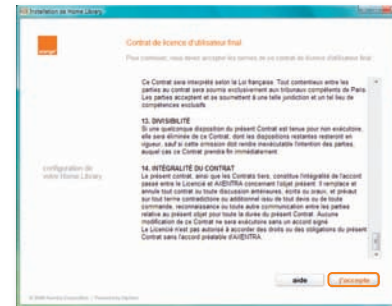 Installation de Home Library
orange
Contrat de licence d'utilisateur final
Pour continuer, vous devez accepter les termes de ce contrat de licence d'utilisateur final
Ce Contrat sera interprété selon la Loi française. Tout contentieux entre les
parties au contrat sera soumis exclusivement aux tribunaux compétents de Paris.
Les parties acceptent et se soumettent à une telle juridiction et un tel lieu de
compétences exclusifs.
13. DIVISIBILITÉ
Si une quelconque disposition du présent Contrat est tenue pour non exécutoire,
elle sera éliminée de ce Contrat, dont les dispositions restantes resteront en
vigueur, sauf si cette omission doit rendre inexécutable l'intention des parties,
auquel cas ce Contrat prendra fin immédiatement.
14. INTÉGRALITÉ DU CONTRAT
Le présent contrat, ainsi que les Contrats tiers, constitue l'intégralité de l'accord
passé entre le Licencié et AXENTRA concernant l'objet présent. Il remplace et
annule tout contrat ou toute discussion antérieures, écrits ou oraux, et prévaut
sur tout terme contradictoire ou additionnel issu de tout devis ou de toute
commande, reconnaissance ou toute autre communication entre les parties
relative au présent objet pour toute la durée du présent Contrat. Aucune
modification de ce Contrat ne sera exécutoire sans un accord signé.
Le Licencié n'est pas autorisé à accorder des droits ou des obligations du présent
Contrat sans l'accord préalable d'AXENTRA.
configuration de
votre Home Library
aide
j'accepte